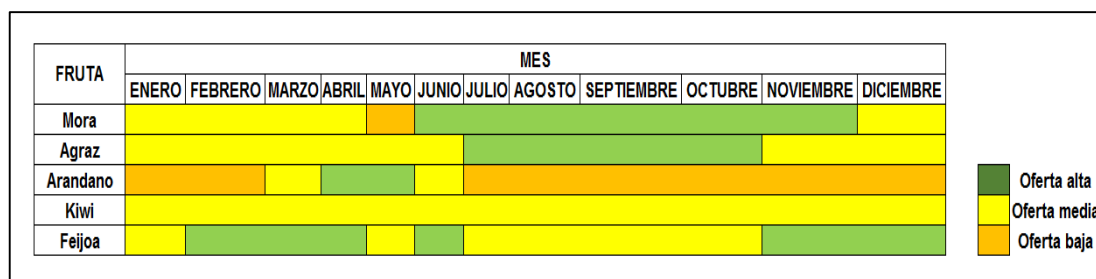 FRUTA MES
ENERO FEBRERO MARZO ABRIL MAYO JUNIO JULIO AGOSTO SEPTIEMBRE OCTUBRE NOVIEMBRE DICIEMBRE
Mora
Agraz
Arandano
Kiwi
Feijoa
Oferta alta
Oferta media
Oferta baja